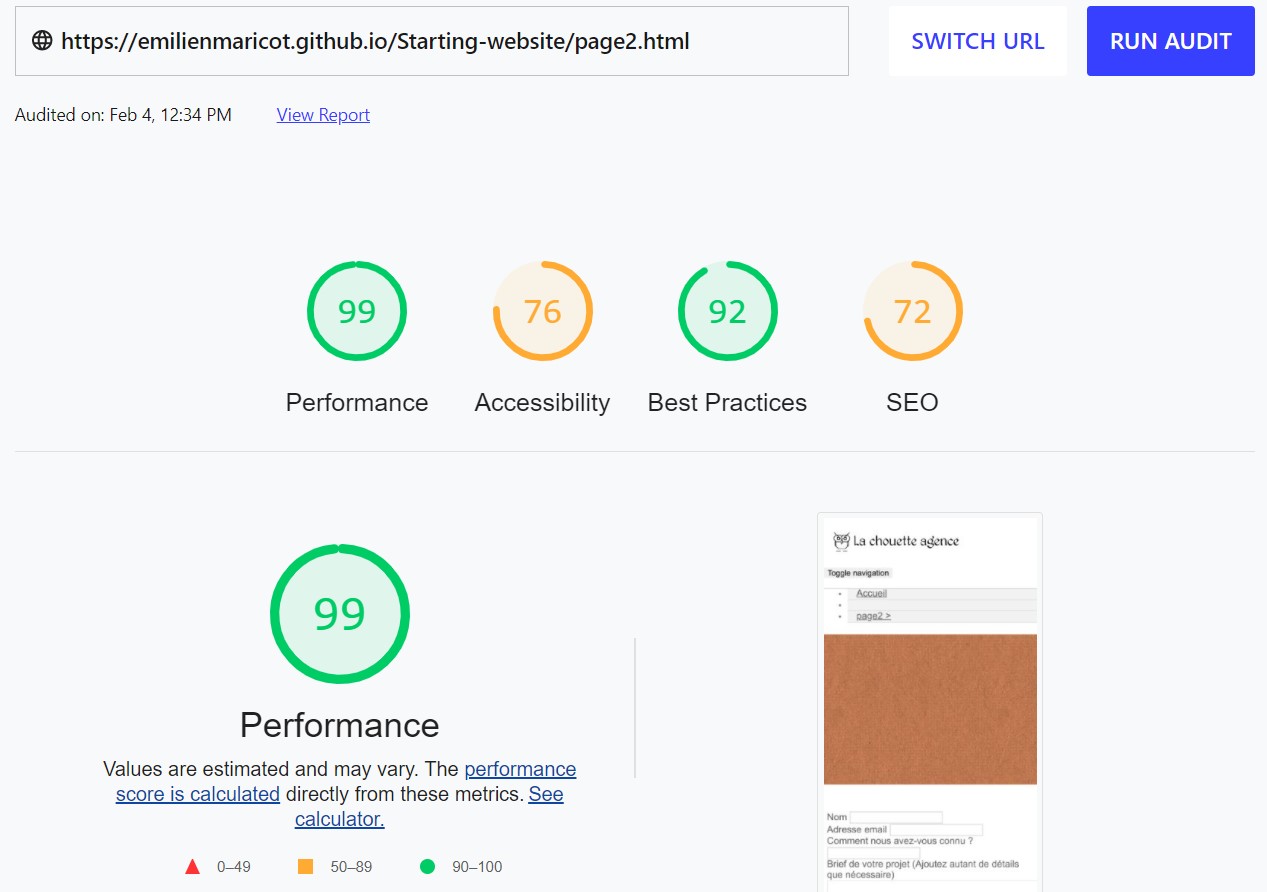 https://emilienmaricot.github.io/Starting-website/page2.html
SWITCH URL
RUN AUDIT
Audited on: Feb 4, 12:34 PM
View Report
99
76
92
72
Performance
Accessibility
Best Practices
SEO
99
Performance
Values are estimated and may vary. The performance
score is calculated directly from these metrics. See
calculator.
0–49
50–89
90–100
La chouette agence
Toggle navigation
Accueil
page2 >
Nom
Adresse email
Comment nous avez-vous connu ?
Brief de votre projet (Ajoutez autant de détails
que nécessaire)